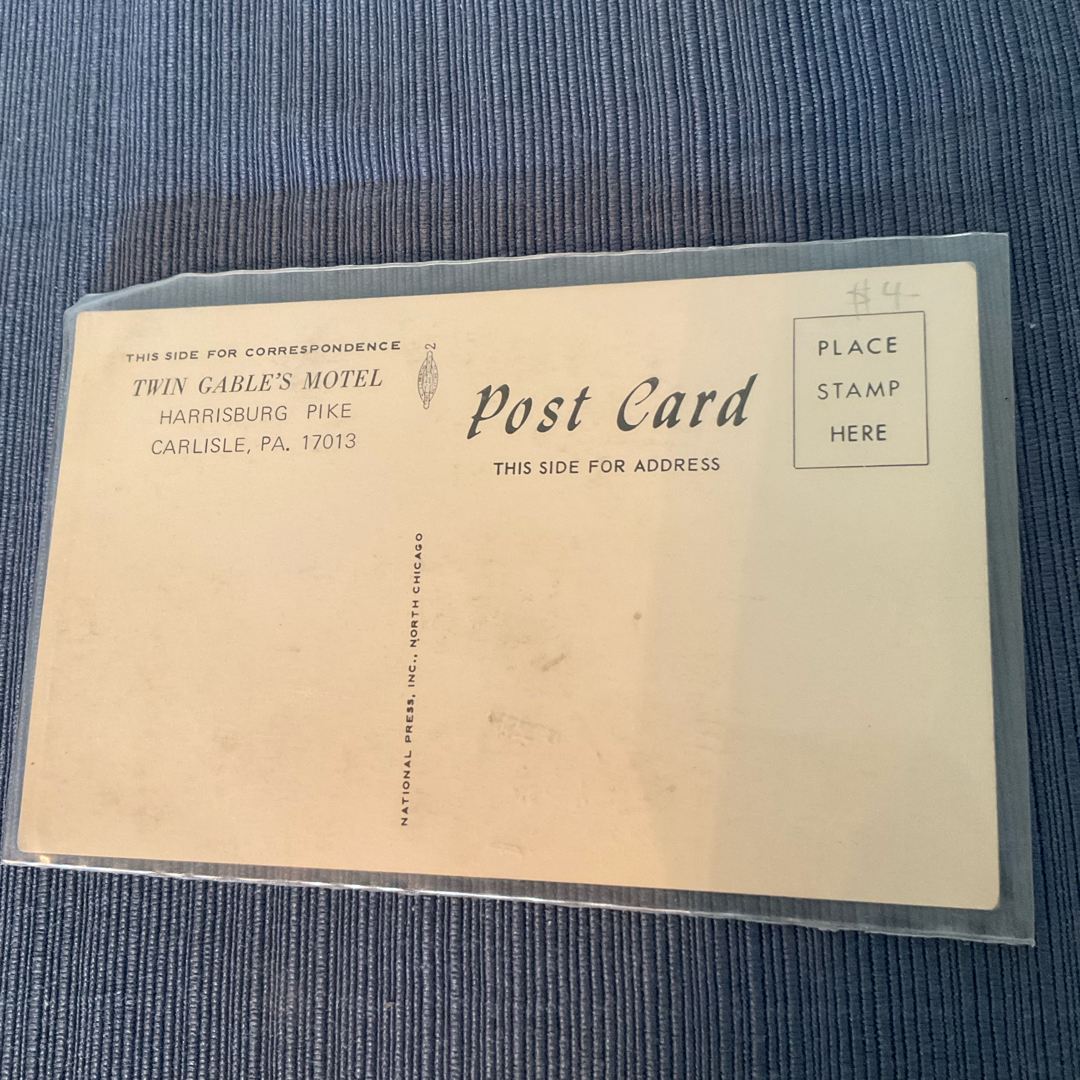 THIS SIDE FOR CORRESPONDENCE
TWIN GABLE'S MOTEL
HARRISBURG PIKE
CARLISLE, PA. 17013
2
Post Card
THIS SIDE FOR ADDRESS
$4-
PLACE
STAMP
HERE
NATIONAL PRESS, INC., NORTH CHICAGO